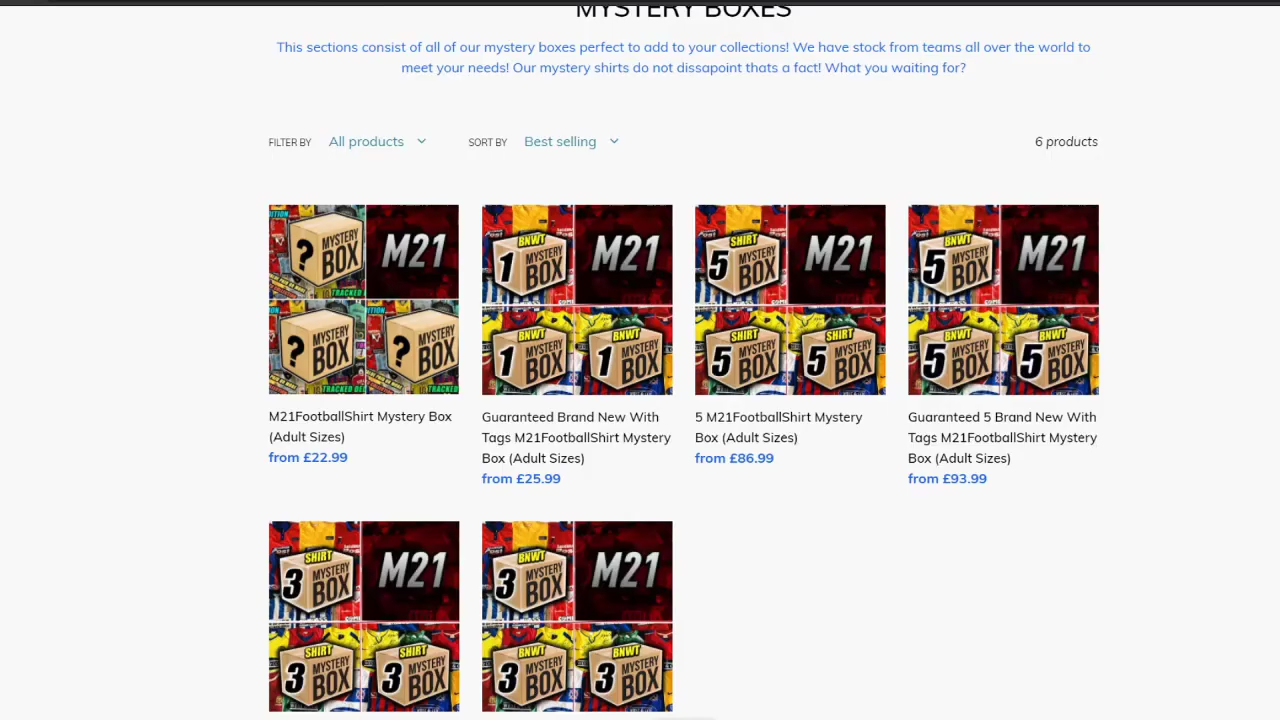 MYSTERY BOXES
This sections consist of all of our mystery boxes perfect to add to your collections! We have stock from teams all over the world to
meet your needs! Our mystery shirts do not dissapoint thats a fact! What you waiting for?
FILTER BY All products SORT BY Best selling 6 products
? MYSTERY BOX M21
? MYSTERY BOX ? MYSTERY BOX
TRACKED
BNWT 1 MYSTERY BOX M21
BNWT 1 MYSTERY BOX BNWT 1 MYSTERY BOX
SHIRT 5 MYSTERY BOX M21
SHIRT 5 MYSTERY BOX SHIRT 5 MYSTERY BOX
BNWT 5 MYSTERY BOX M21
BNWT 5 MYSTERY BOX BNWT 5 MYSTERY BOX
M21FootballShirt Mystery Box
(Adult Sizes)
from £22.99
Guaranteed Brand New With
Tags M21FootballShirt Mystery
Box (Adult Sizes)
from £25.99
5 M21FootballShirt Mystery
Box (Adult Sizes)
from £86.99
Guaranteed 5 Brand New With
Tags M21FootballShirt Mystery
Box (Adult Sizes)
from £93.99
SHIRT 3 MYSTERY BOX M21
SHIRT 3 MYSTERY BOX SHIRT 3 MYSTERY BOX
BNWT 3 MYSTERY BOX M21
BNWT 3 MYSTERY BOX BNWT 3 MYSTERY BOX